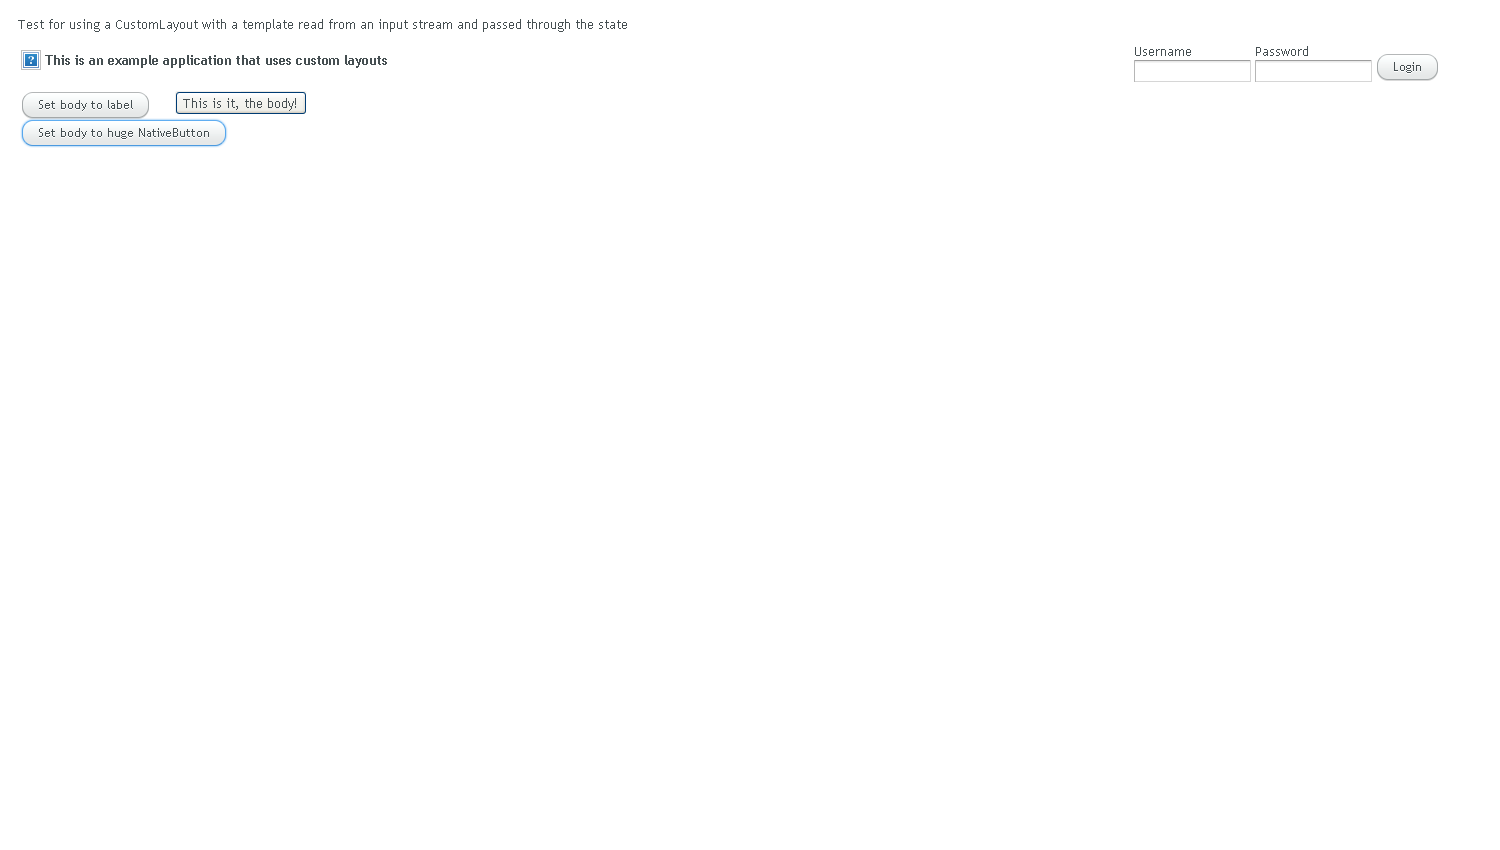 Test for using a CustomLayout with a template read from an input stream and passed through the state
? This is an example application that uses custom layouts
Username Password
Login
Set body to label
This is it, the body!
Set body to huge NativeButton